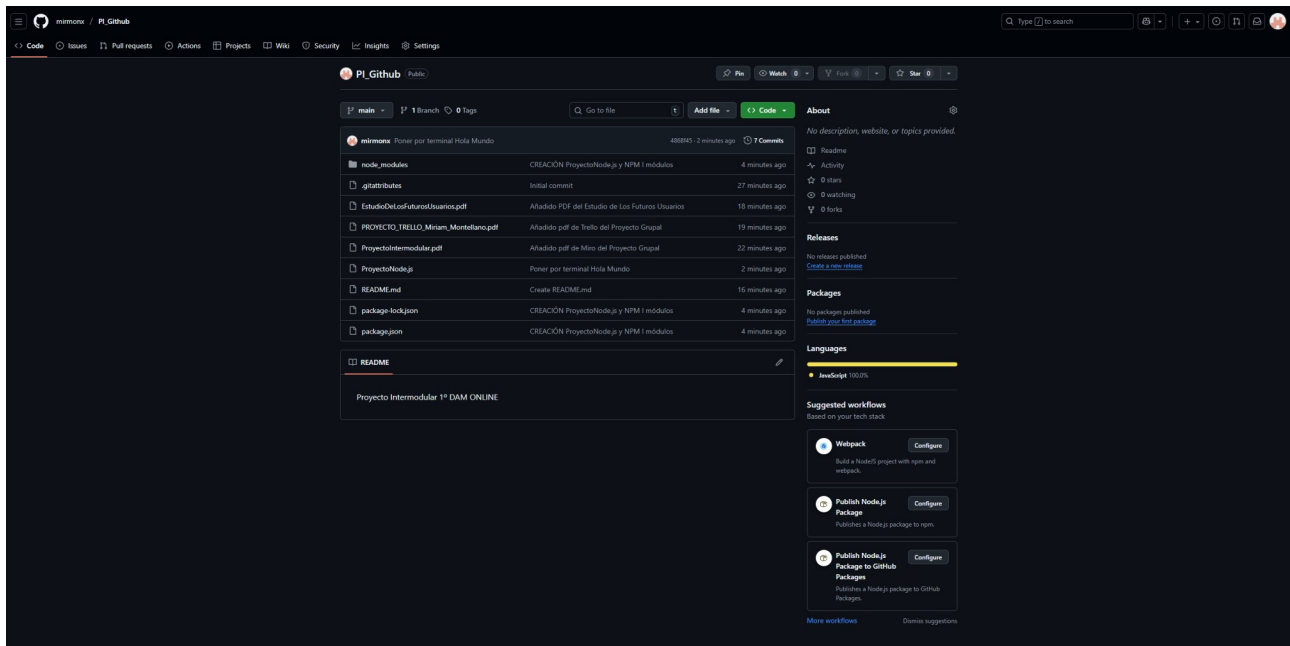 mirmonx / PI_Github
Type / to search
Code Issues Pull requests Actions Projects Wiki Security Insights Settings
PI_Github Public
Pin Watch 0 Fork 0 Star 0
main 1 Branch 0 Tags Go to file t Add file Code
mirmonx Poner por terminal Hola Mundo 4868f45 · 2 minutes ago 7 Commits
node_modules CREACIÓN ProyectoNode.js y NPM I módulos 4 minutes ago
.gitattributes Initial commit 27 minutes ago
EstudioDeLosFuturosUsuarios.pdf Añadido PDF del Estudio de Los Futuros Usuarios 18 minutes ago
PROYECTO_TRELLO_Miriam_Montellano.pdf Añadido pdf de Trello del Proyecto Grupal 19 minutes ago
ProyectoIntermodular.pdf Añadido pdf de Miro del Proyecto Grupal 22 minutes ago
ProyectoNode.js Poner por terminal Hola Mundo 2 minutes ago
README.md Create README.md 16 minutes ago
package-lock.json CREACIÓN ProyectoNode.js y NPM I módulos 4 minutes ago
package.json CREACIÓN ProyectoNode.js y NPM I módulos 4 minutes ago
README
Proyecto Intermodular 1º DAM ONLINE
About
No description, website, or topics provided.
Readme
Activity
0 stars
0 watching
0 forks
Releases
No releases published
Create a new release
Packages
No packages published
Publish your first package
Languages
JavaScript 100.0%
Suggested workflows
Based on your tech stack
Webpack Configure
Build a NodeJS project with npm and
webpack.
Publish Node.js Configure
Package
Publishes a Node.js package to npm.
Publish Node.js Configure
Package to GitHub
Packages
Publishes a Node.js package to GitHub
Packages.
More workflows Dismiss suggestions